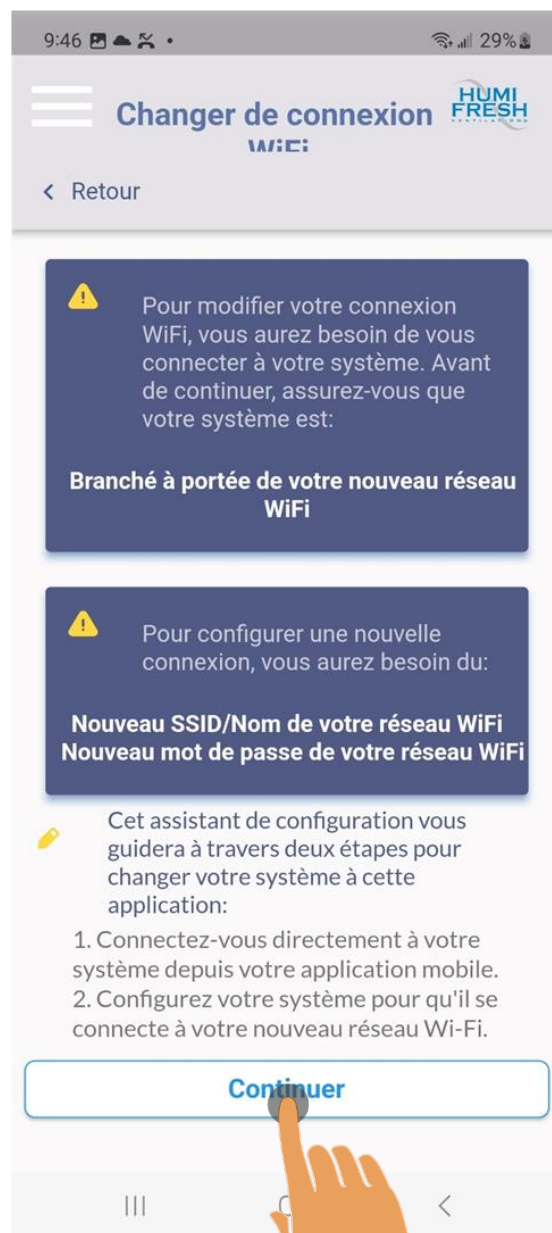 9:46
29%
Changer de connexion
WiFi
HUMI
FRESH
VENTILATIONS
Retour
Pour modifier votre connexion
WiFi, vous aurez besoin de vous
connecter à votre système. Avant
de continuer, assurez-vous que
votre système est:
Branché à portée de votre nouveau réseau
WiFi
Pour configurer une nouvelle
connexion, vous aurez besoin du:
Nouveau SSID/Nom de votre réseau WiFi
Nouveau mot de passe de votre réseau WiFi
Cet assistant de configuration vous
guidera à travers deux étapes pour
changer votre système à cette
application:
1. Connectez-vous directement à votre
système depuis votre application mobile.
2. Configurez votre système pour qu'il se
connecte à votre nouveau réseau Wi-Fi.
Continuer